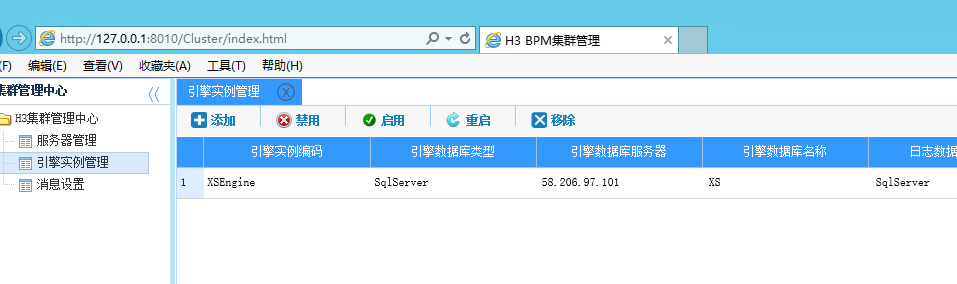 http://127.0.0.1:8010/Cluster/index.html
H3 BPM集群管理
(F) 编辑(E) 查看(V) 收藏夹(A) 工具(T) 帮助(H)
集群管理中心
引擎实例管理
H3集群管理中心
服务器管理
引擎实例管理
消息设置
添加 禁用 启用 重启 移除
引擎实例编码 引擎数据库类型 引擎数据库服务器 引擎数据库名称 日志数据
1 XSEngine SqlServer 58.206.97.101 XS SqlServer